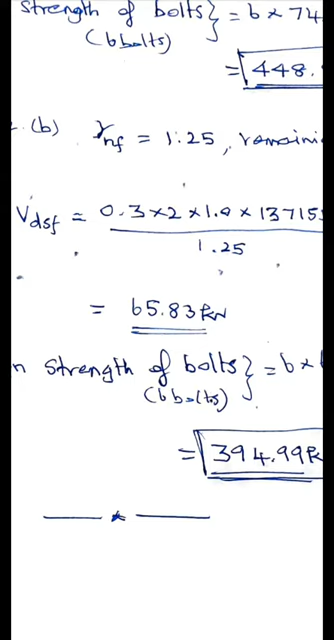 Strength of bolts} = 6 x 74
(6 bolts)
= 448.
(b) γnf = 1.25, remaini
Vdsf = 0.3 x 2 x 1.0 x 13715
1.25
= 65.83 kN
n strength of bolts} = 6 x
(6 bolts)
= 394.99 k